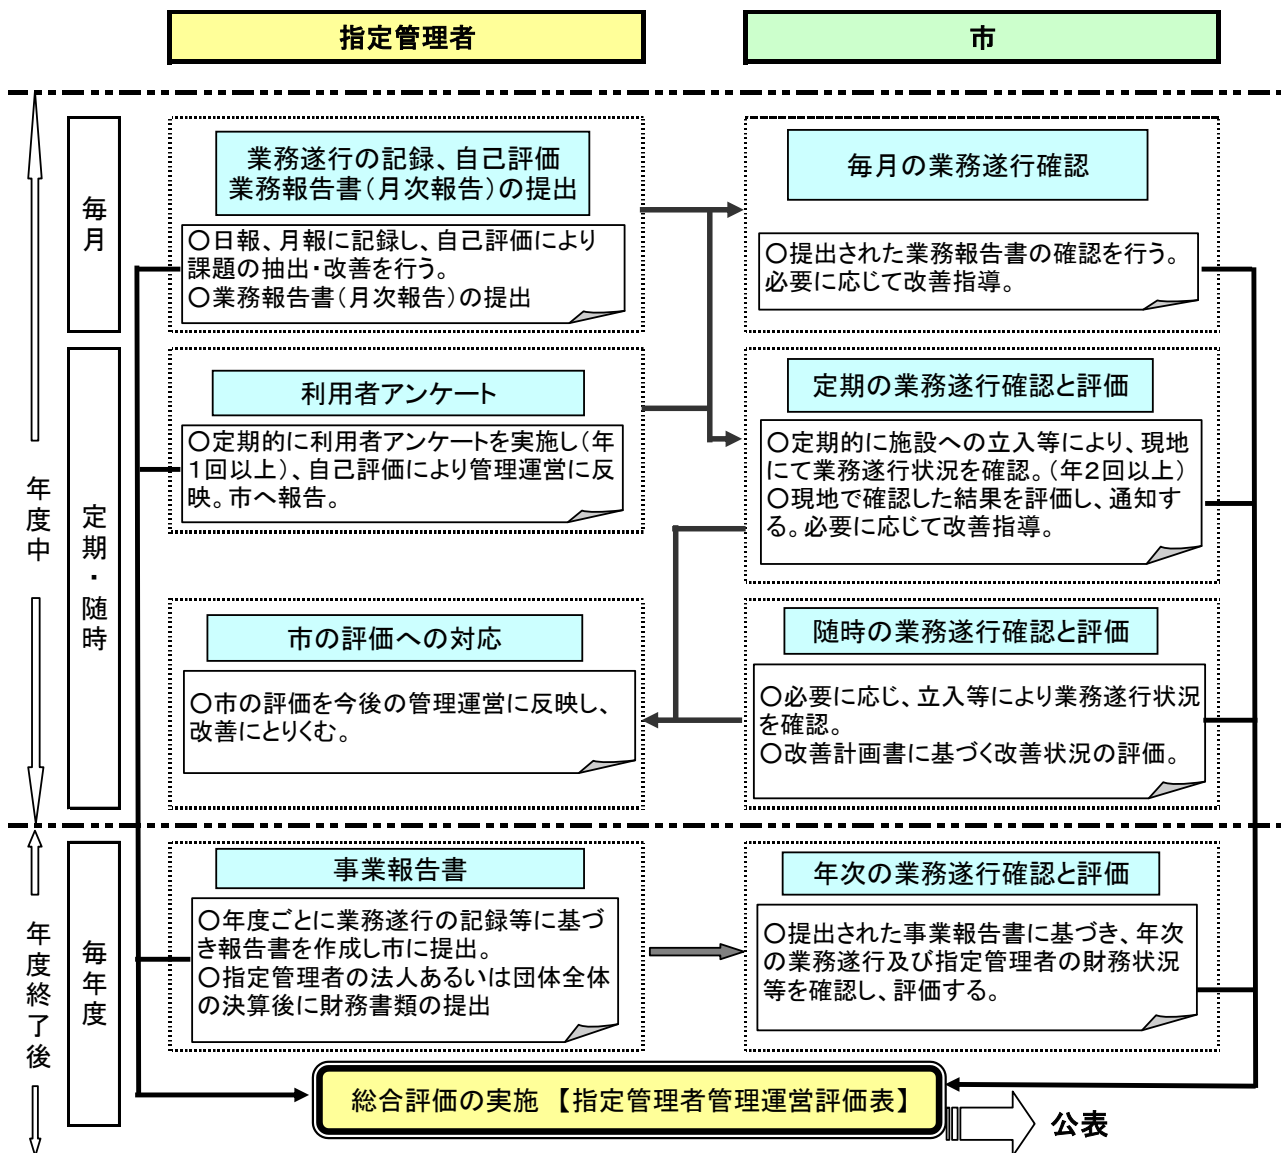 指定管理者
市
年度中
毎月
業務遂行の記録、自己評価
業務報告書（月次報告）の提出
○日報、月報に記録し、自己評価により
課題の抽出・改善を行う。
○業務報告書（月次報告）の提出
毎月の業務遂行確認
○提出された業務報告書の確認を行う。
必要に応じて改善指導。
定期・随時
利用者アンケート
○定期的に利用者アンケートを実施し（年
１回以上）、自己評価により管理運営に反
映。市へ報告。
定期の業務遂行確認と評価
○定期的に施設への立入等により、現地
にて業務遂行状況を確認。（年２回以上）
○現地で確認した結果を評価し、通知す
る。必要に応じて改善指導。
市の評価への対応
○市の評価を今後の管理運営に反映し、
改善にとりくむ。
随時の業務遂行確認と評価
○必要に応じ、立入等により業務遂行状況
を確認。
○改善計画書に基づく改善状況の評価。
年度終了後
毎年度
事業報告書
○年度ごとに業務遂行の記録等に基づ
き報告書を作成し市に提出。
○指定管理者の法人あるいは団体全体
の決算後に財務書類の提出
年次の業務遂行確認と評価
○提出された事業報告書に基づき、年次
の業務遂行及び指定管理者の財務状況
等を確認し、評価する。
総合評価の実施 【指定管理者管理運営評価表】
公表